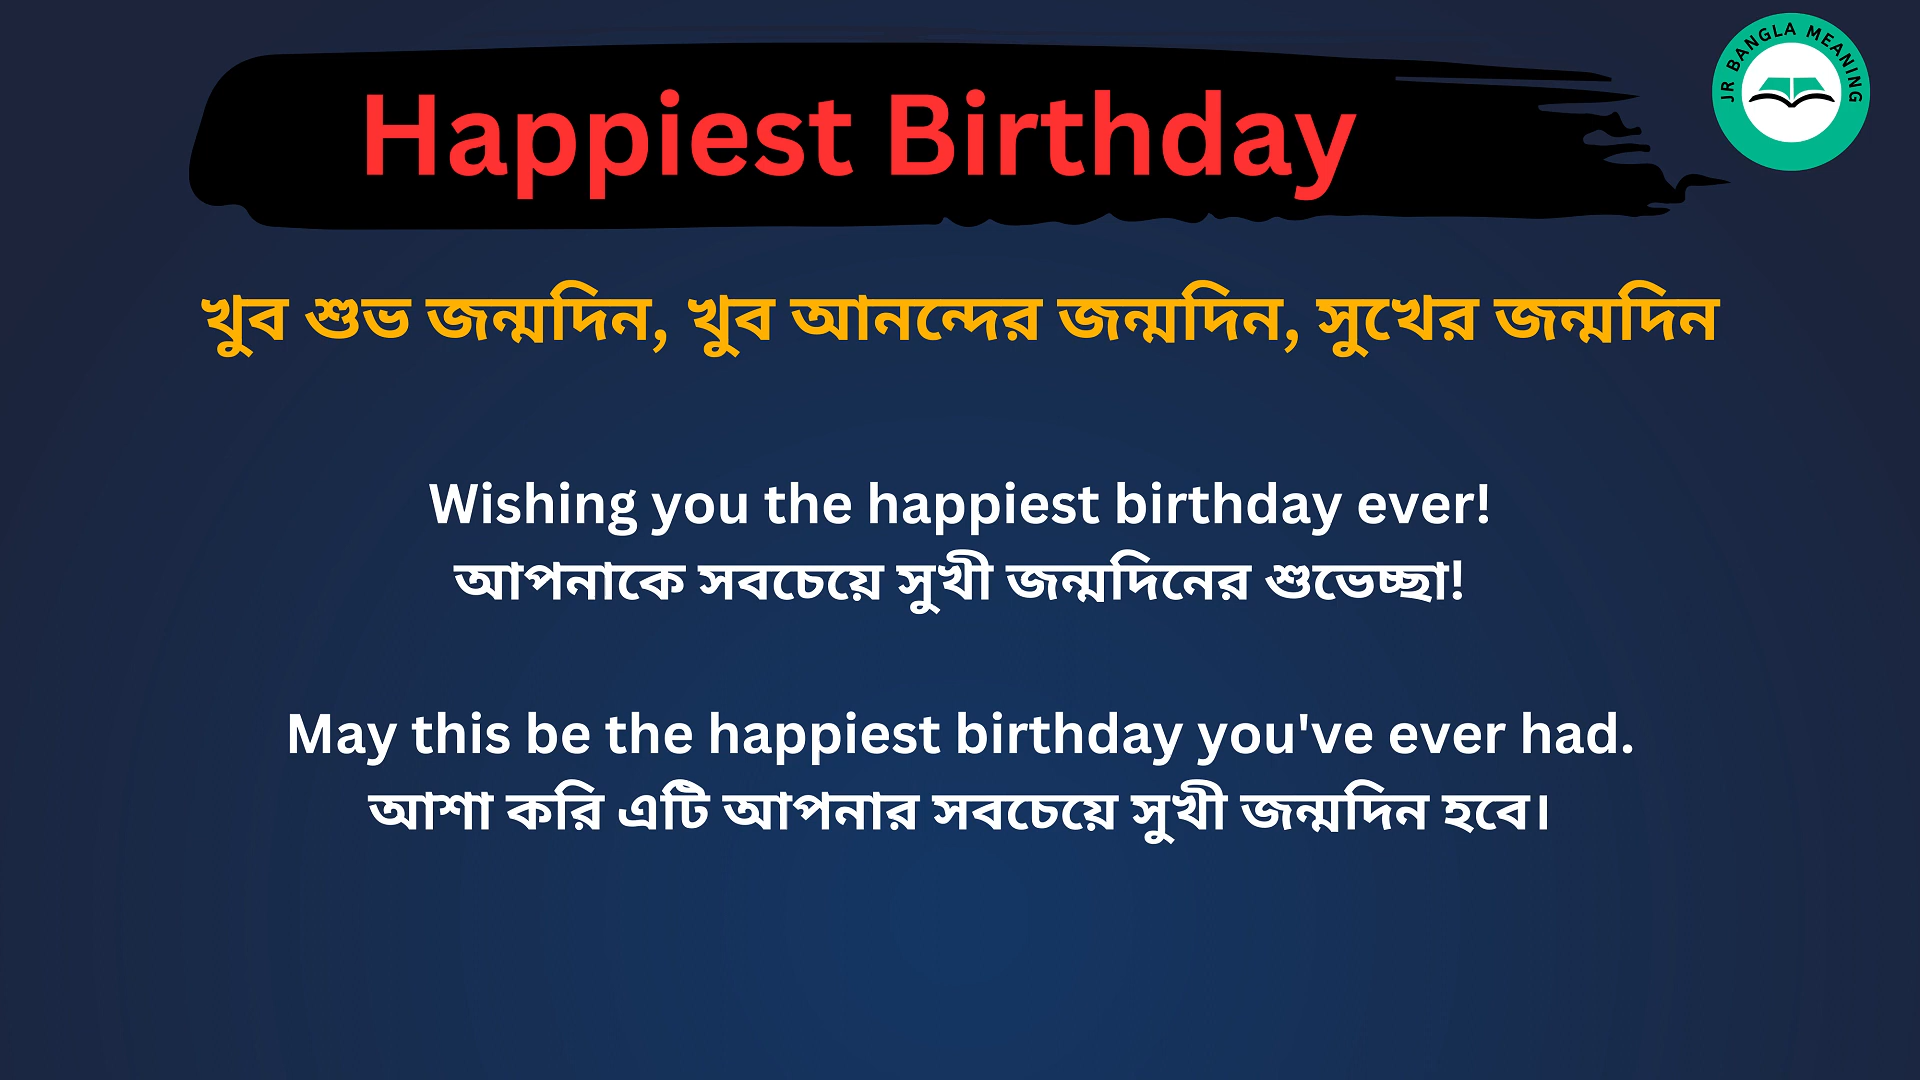 JR BANGLA MEANING
Happiest Birthday
খুব শুভ জন্মদিন, খুব আনন্দের জন্মদিন, সুখের জন্মদিন
Wishing you the happiest birthday ever!
আপনাকে সবচেয়ে সুখী জন্মদিনের শুভেচ্ছা!
May this be the happiest birthday you've ever had.
আশা করি এটি আপনার সবচেয়ে সুখী জন্মদিন হবে।